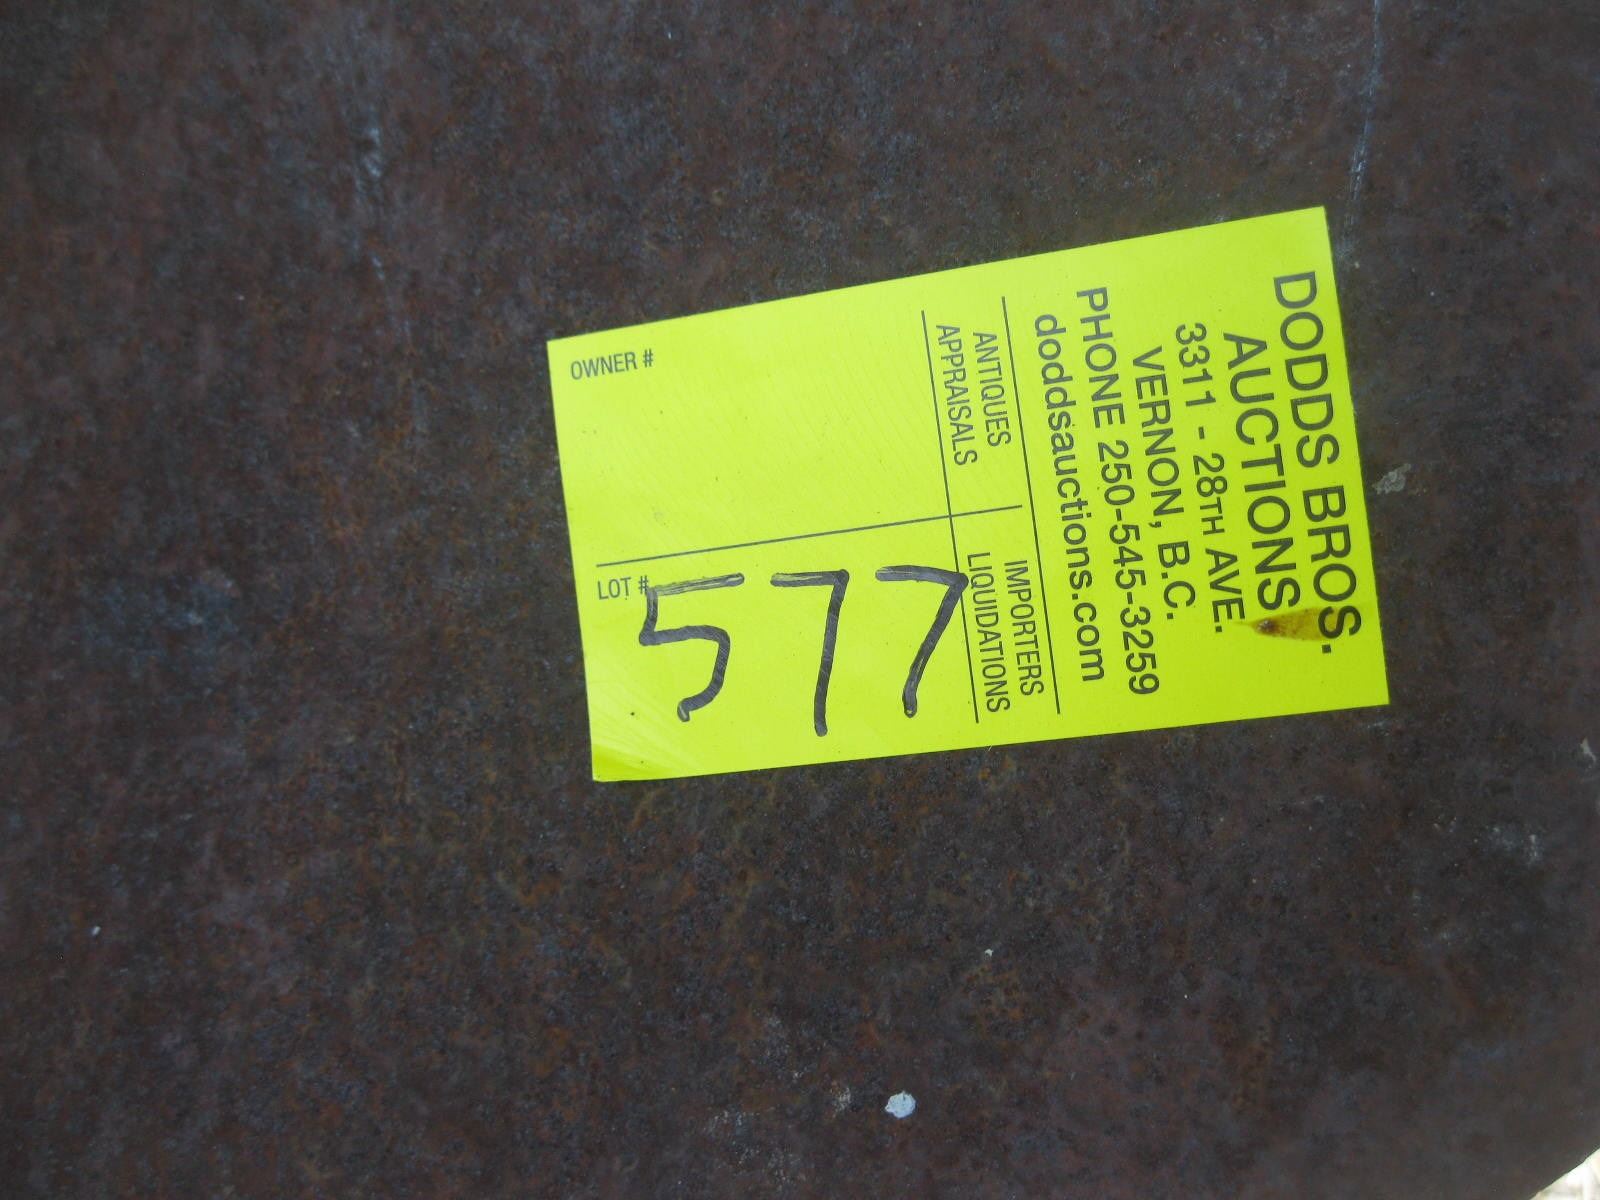 DODDS BROS.
AUCTIONS
3311 - 28TH AVE.
VERNON, B.C.
PHONE 250-545-3259
doddsauctions.com
ANTIQUES IMPORTERS
APPRAISALS LIQUIDATIONS
OWNER #
LOT # 577